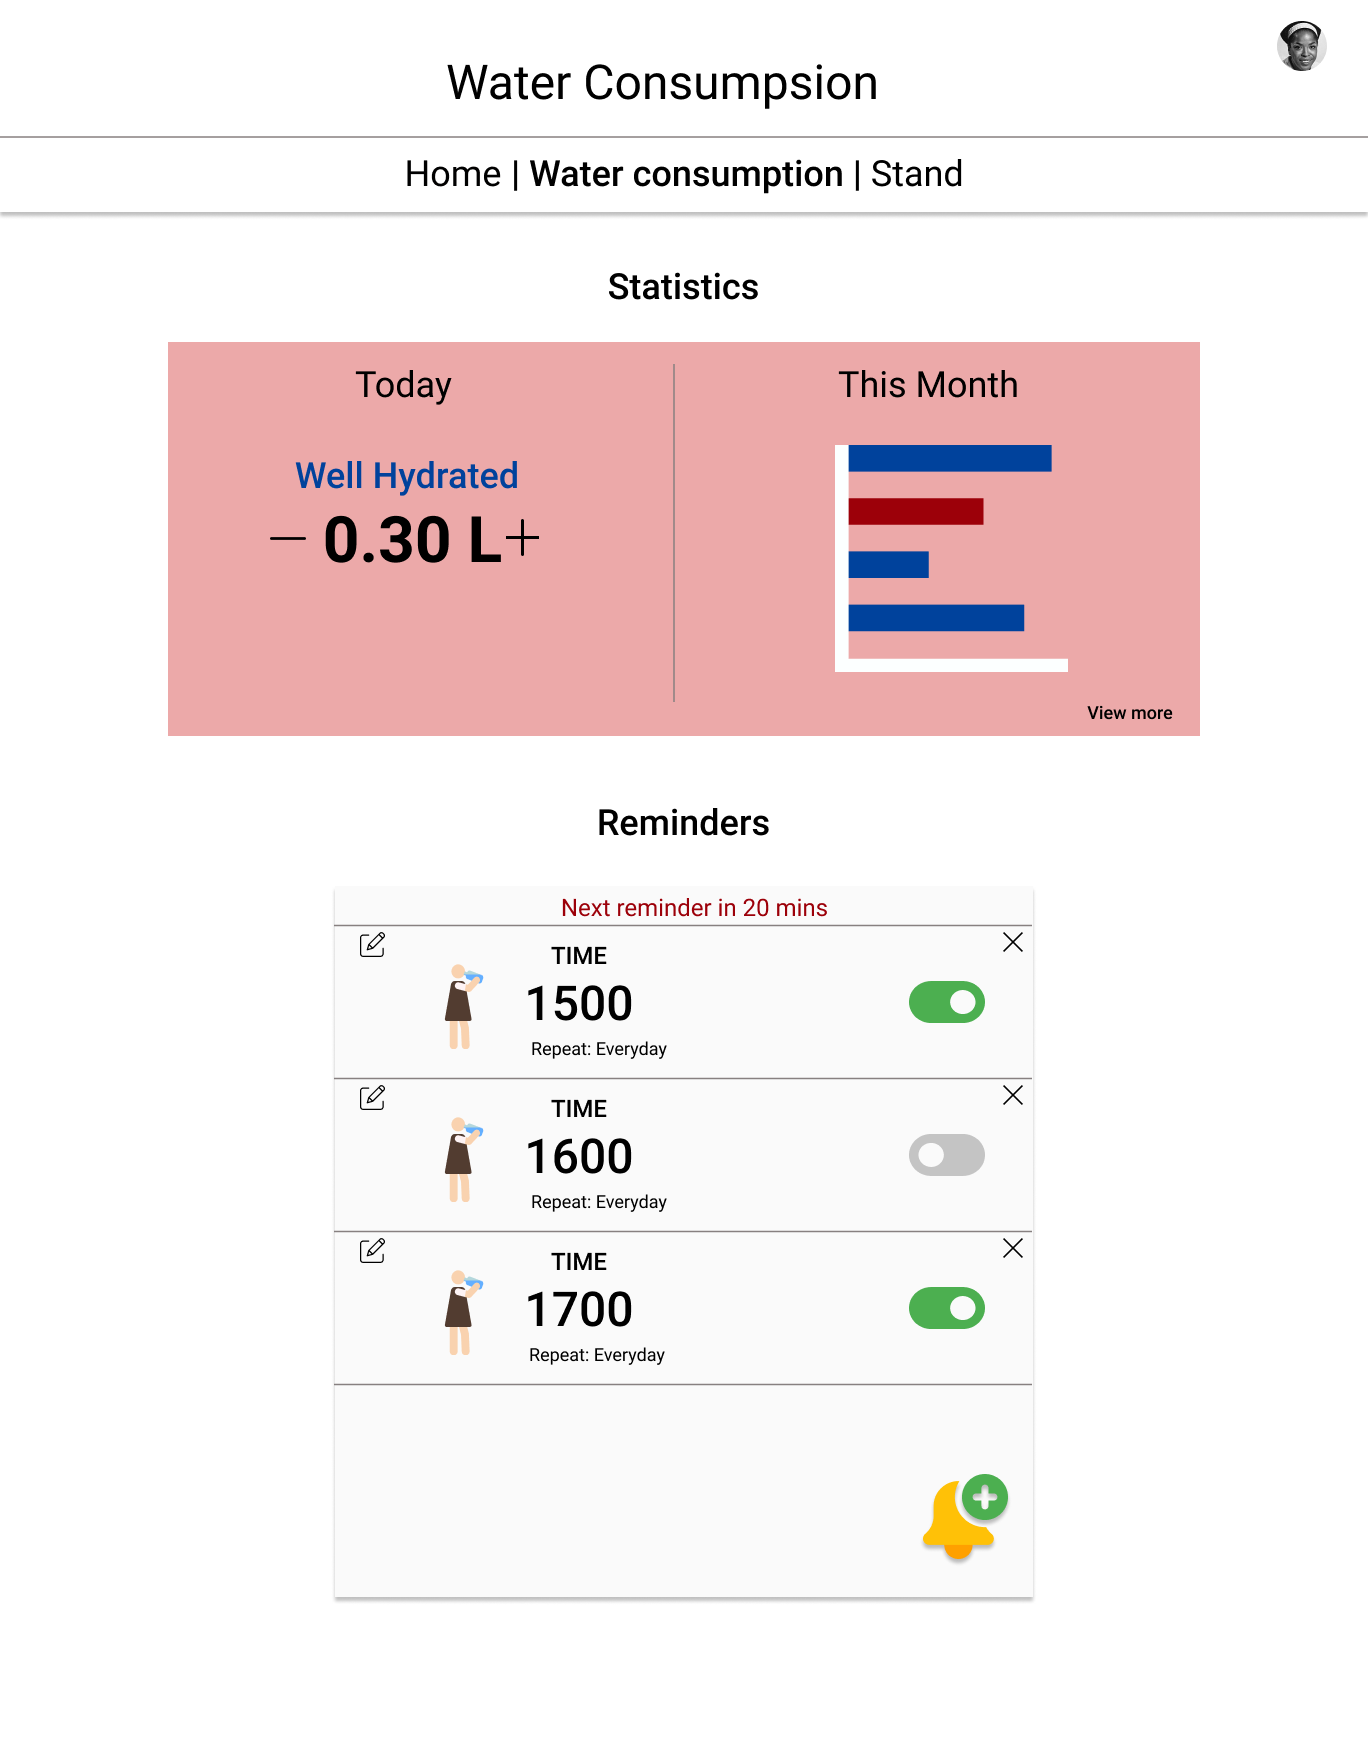 Water Consumpsion
Home | Water consumption | Stand
Statistics
Today
Well Hydrated
0.30 L
This Month
View more
Reminders
Next reminder in 20 mins
TIME
1500
Repeat: Everyday
TIME
1600
Repeat: Everyday
TIME
1700
Repeat: Everyday